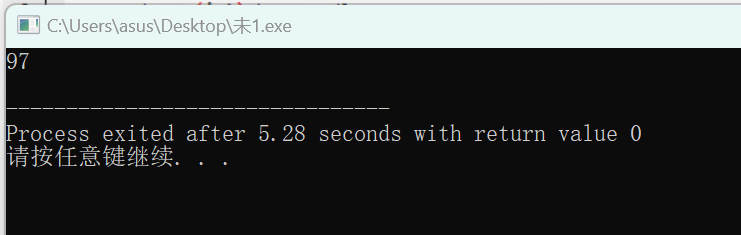 C:\Users\asus\Desktop\未1.exe
97
--------------------------------
Process exited after 5.28 seconds with return value 0
请按任意键继续. . .